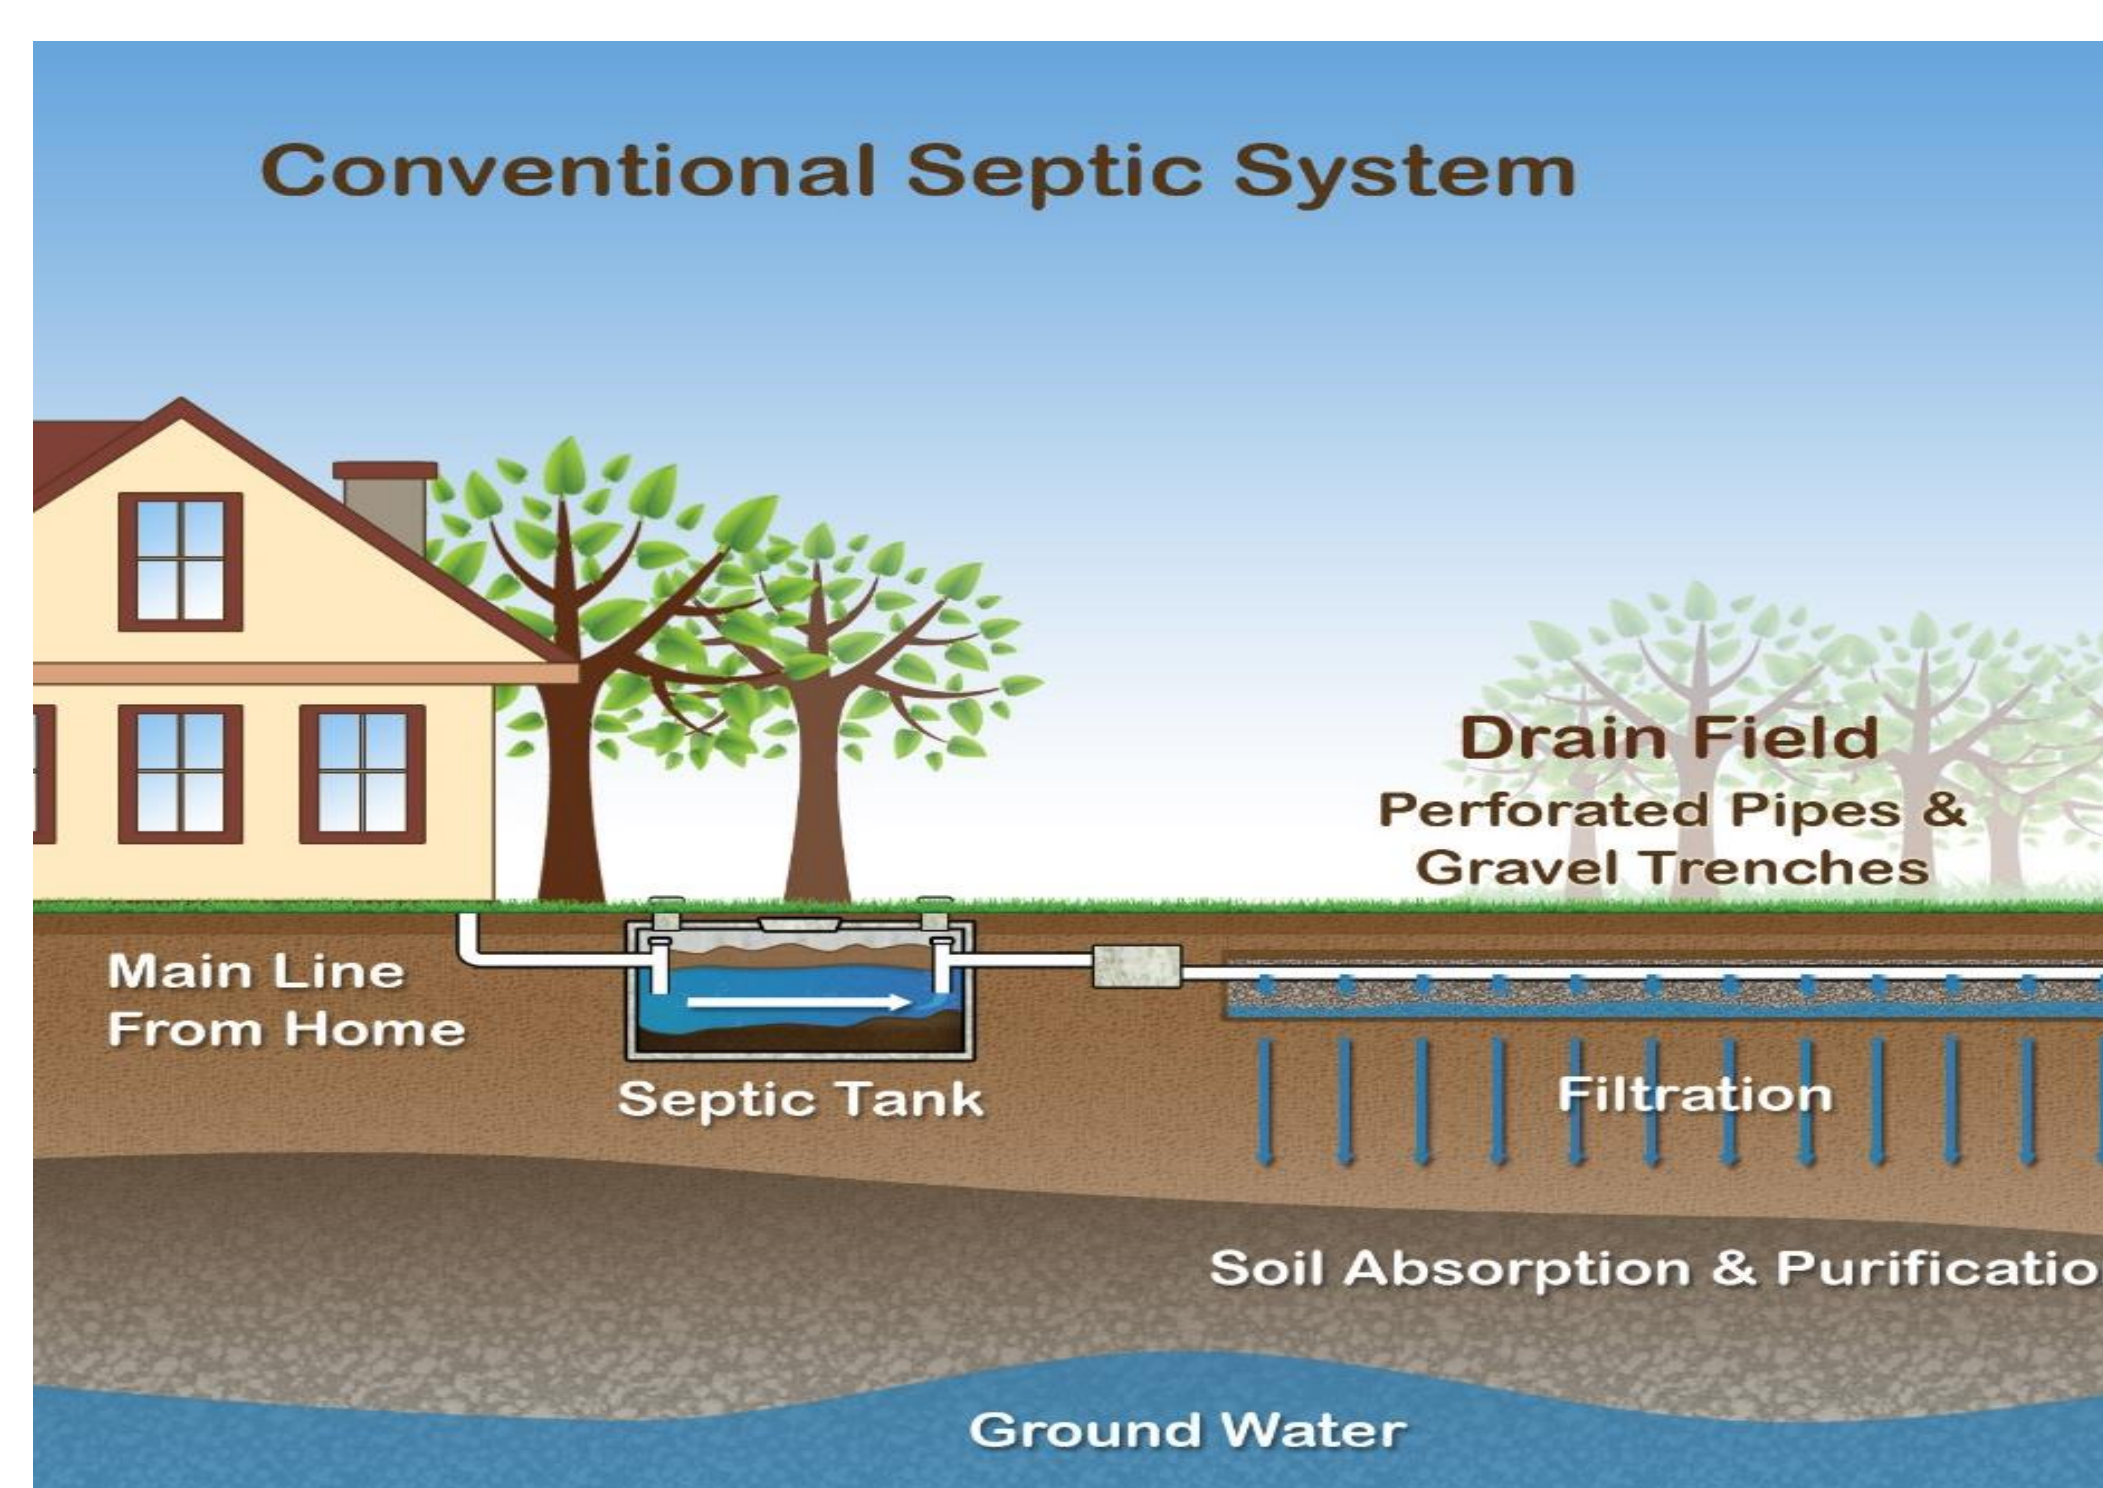 Conventional Septic System
Drain Field
Perforated Pipes &
Gravel Trenches
Main Line
From Home
Septic Tank
Filtration
Soil Absorption & Purificatio
Ground Water